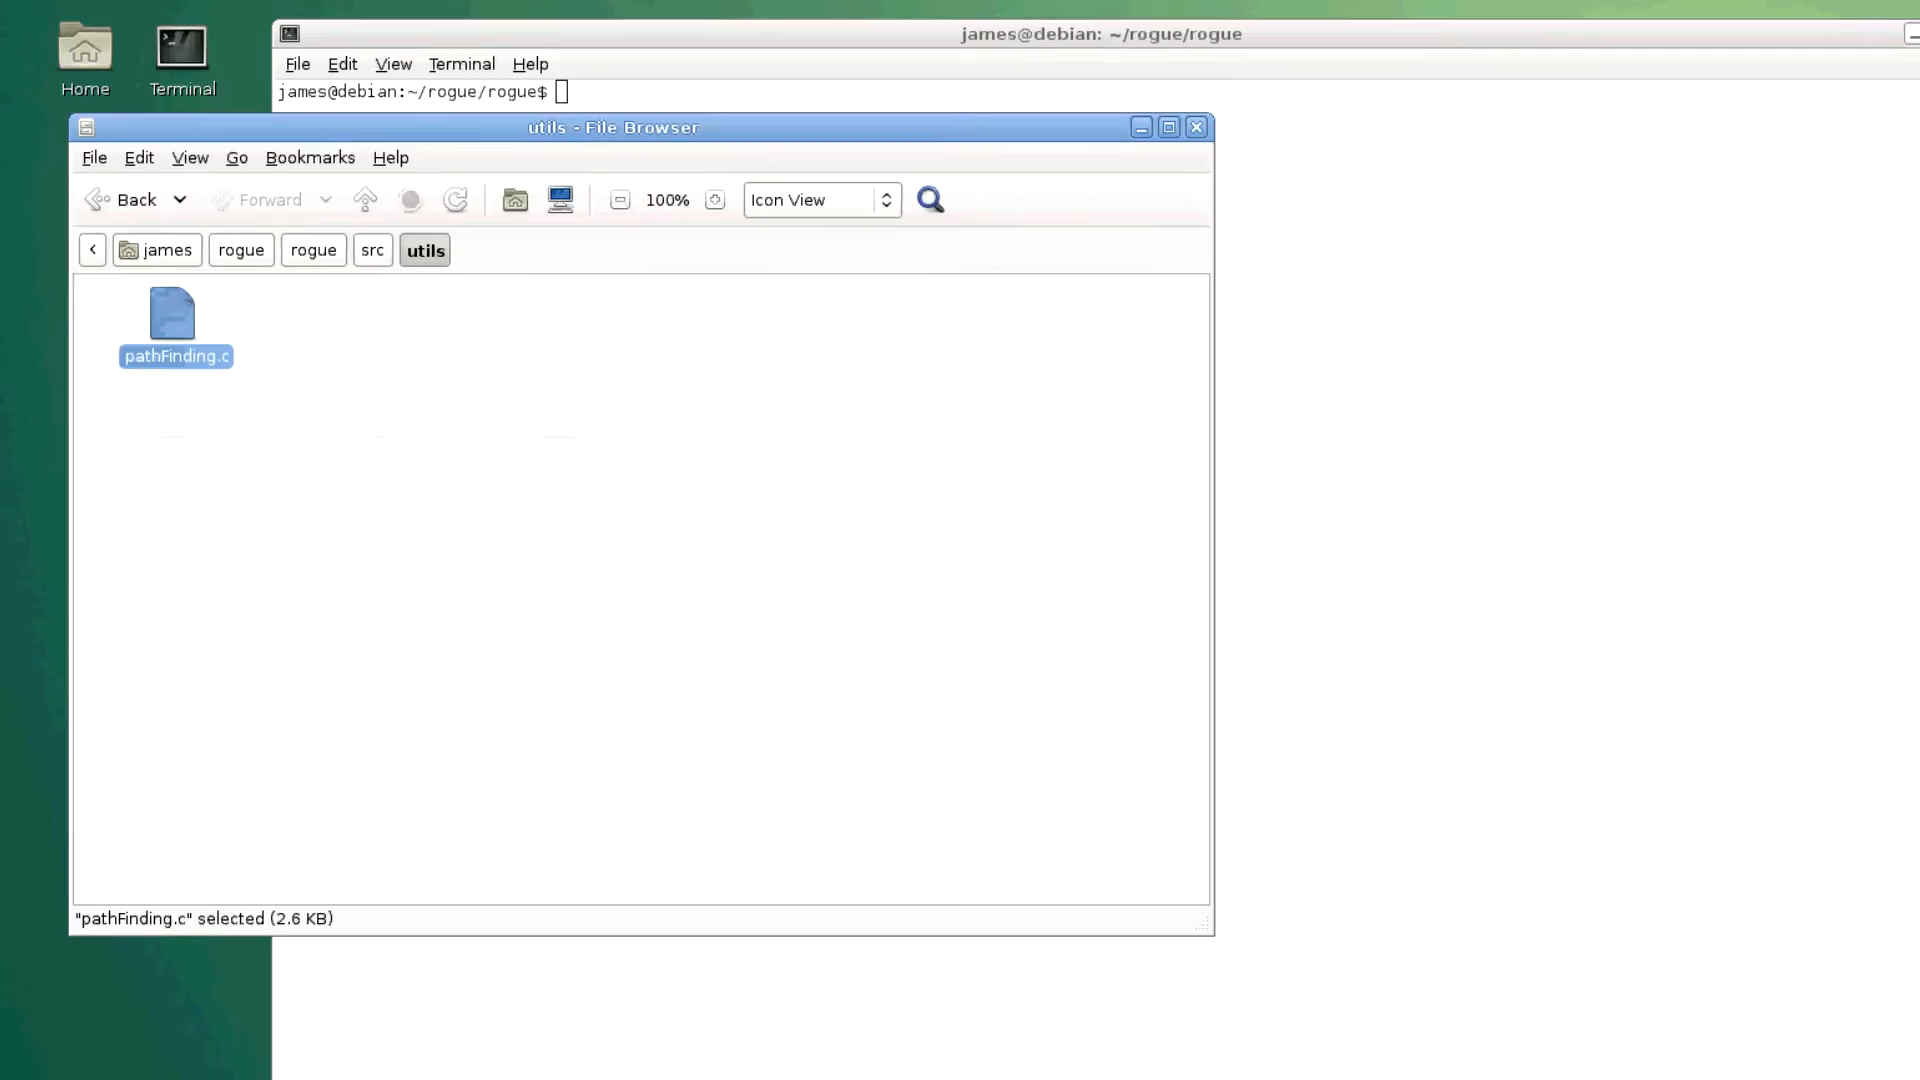 Home
Terminal
james@debian: ~/rogue/rogue
File Edit View Terminal Help
james@debian:~/rogue/rogue$
utils - File Browser
File Edit View Go Bookmarks Help
Back Forward 100% Icon View
james rogue rogue src utils
pathFinding.c
"pathFinding.c" selected (2.6 KB)